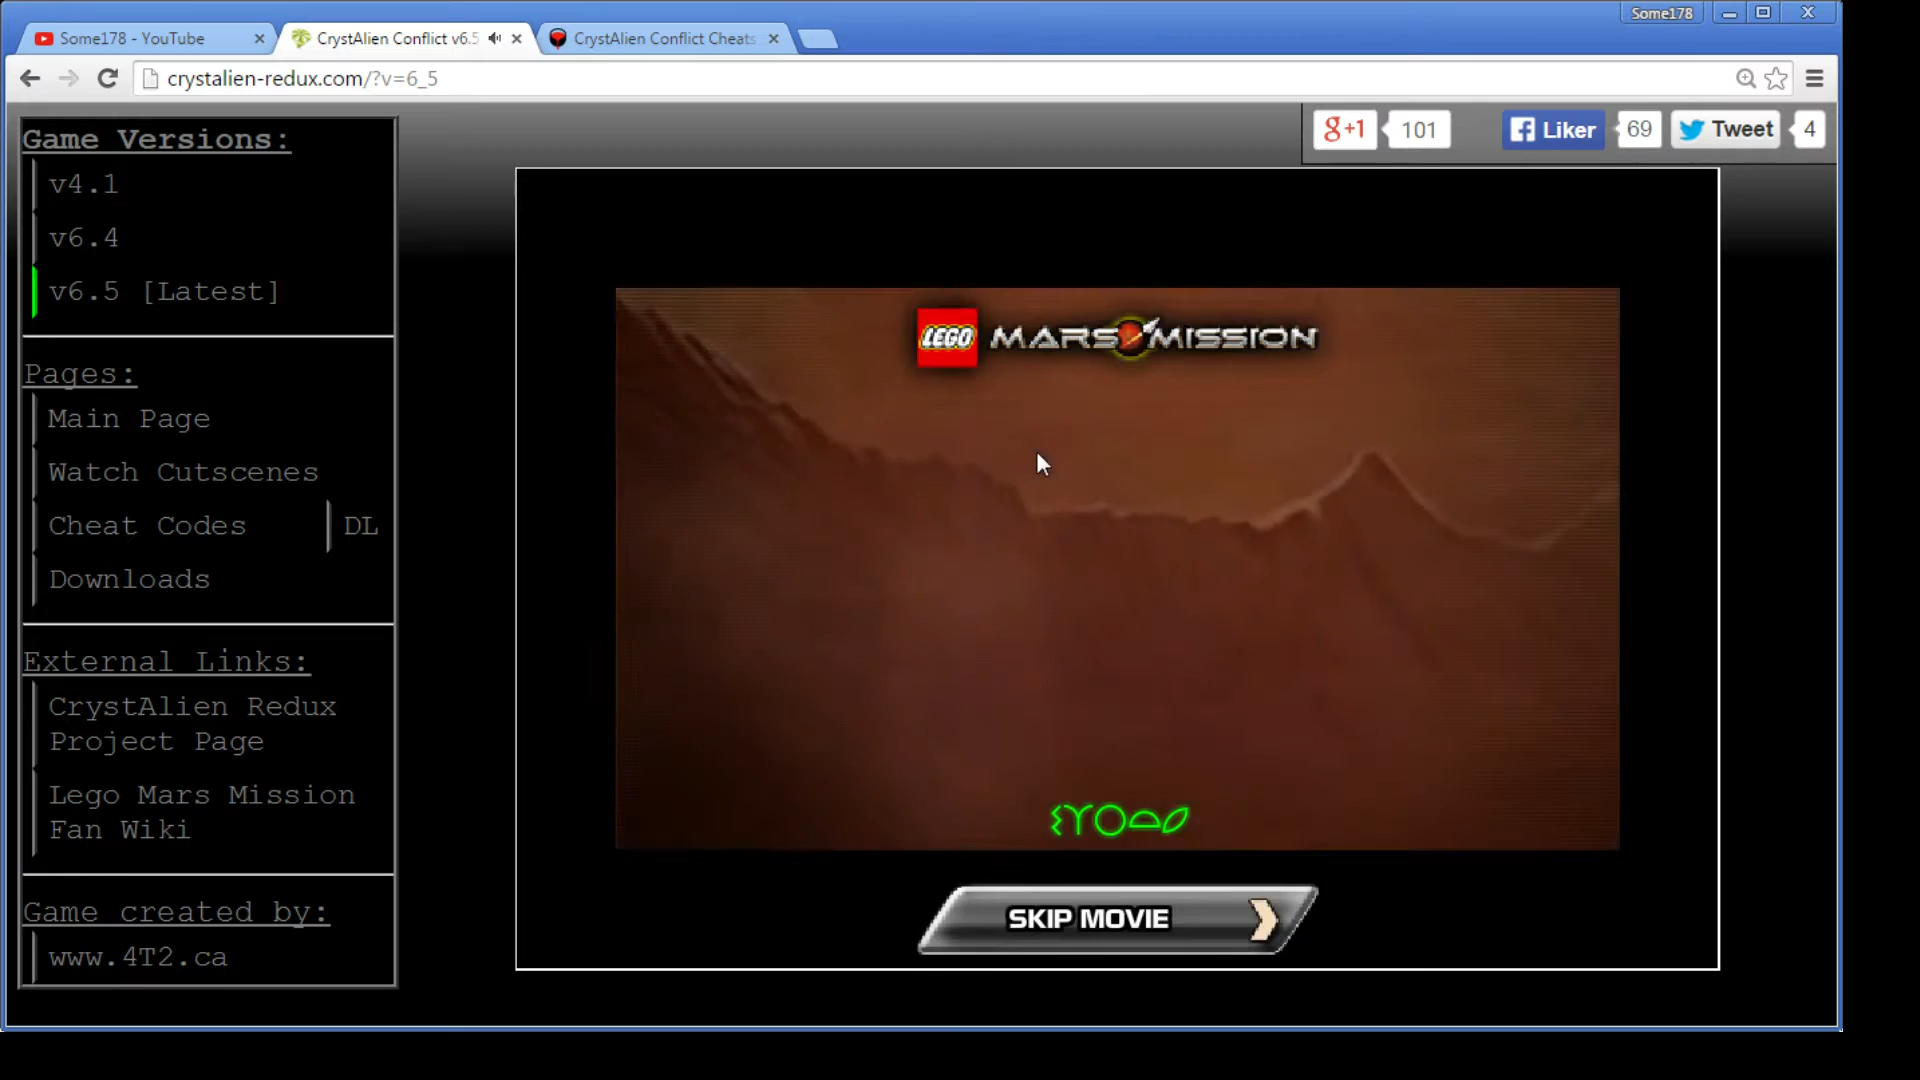 Some178
Some178 - YouTube
CrystAlien Conflict v6.5
CrystAlien Conflict Cheats
crystalien-redux.com/?v=6_5
g+1 101
Liker 69
Tweet 4
Game Versions:
v4.1
v6.4
v6.5 [Latest]
Pages:
Main Page
Watch Cutscenes
Cheat Codes DL
Downloads
External Links:
CrystAlien Redux
Project Page
Lego Mars Mission
Fan Wiki
Game created by:
www.4T2.ca
LEGO MARS MISSION
SKIP MOVIE